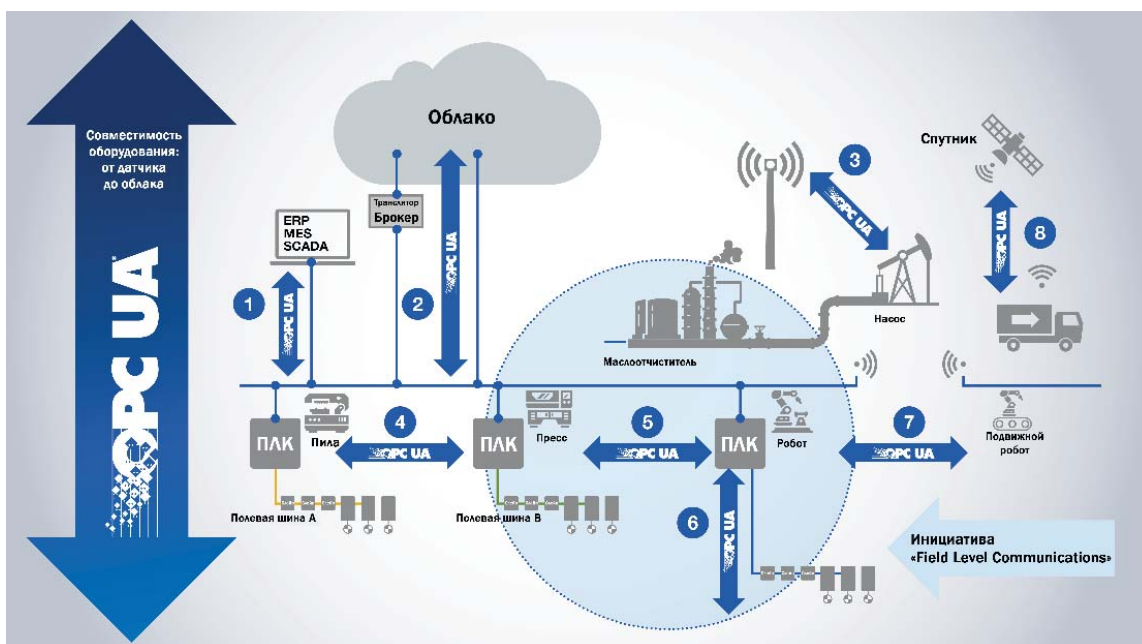 Совместимость
оборудования:
от датчика
до облака
OPC UA
Облако
Транслятор
Брокер
ERP
MES
SCADA
1
OPC UA
2
OPC UA
3
OPC UA
Спутник
8
OPC UA
Насос
Маслоотчиститель
ПЛК
Пила
4
OPC UA
ПЛК
Пресс
5
OPC UA
ПЛК
Робот
7
OPC UA
Подвижной
робот
Полевая шина А
Полевая шина В
6
OPC UA
Инициатива
«Field Level Communications»